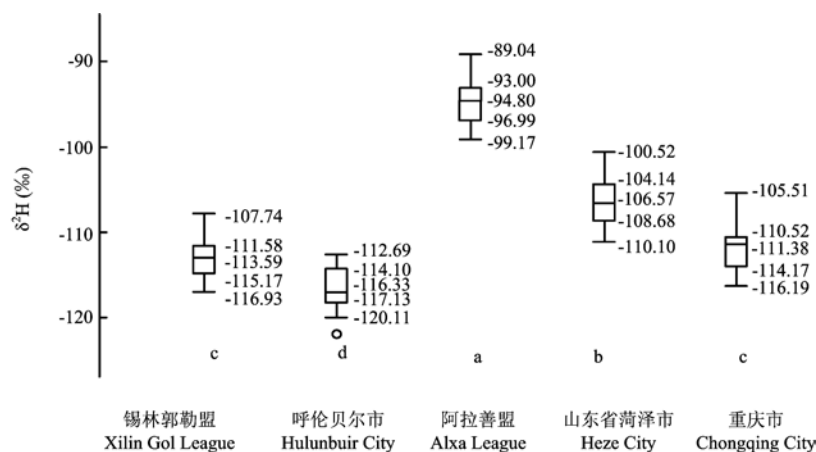 δ²H (‰)
-90
-100
-110
-120
-107.74
-111.58
-113.59
-115.17
-116.93
c
-112.69
-114.10
-116.33
-117.13
-120.11
d
-89.04
-93.00
-94.80
-96.99
-99.17
a
-100.52
-104.14
-106.57
-108.68
-110.10
b
-105.51
-110.52
-111.38
-114.17
-116.19
c
锡林郭勒盟
Xilin Gol League
呼伦贝尔市
Hulunbuir City
阿拉善盟
Alxa League
山东省菏泽市
Heze City
重庆市
Chongqing City